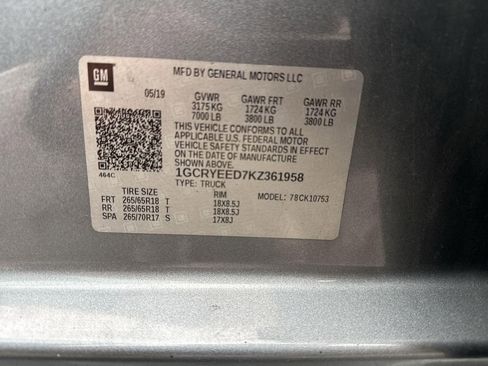 GM
MFD BY GENERAL MOTORS LLC
05/19 GVWR GAWR FRT GAWR RR
3175 KG 1724 KG 1724 KG
7000 LB 3800 LB 3800 LB
THIS VEHICLE CONFORMS TO ALL
APPLICABLE U.S. FEDERAL MOTOR
VEHICLE SAFETY STANDARDS IN EFFECT
ON THE DATE OF MANUFACTURE
SHOWN ABOVE.
464C 1GCRYEED7KZ361958
TYPE: TRUCK MODEL: 78CK10753
TIRE SIZE RIM
FRT 265/65R18 T 18X8.5J
RR 265/65R18 T 18X8.5J
SPA 265/70R17 S 17X8J